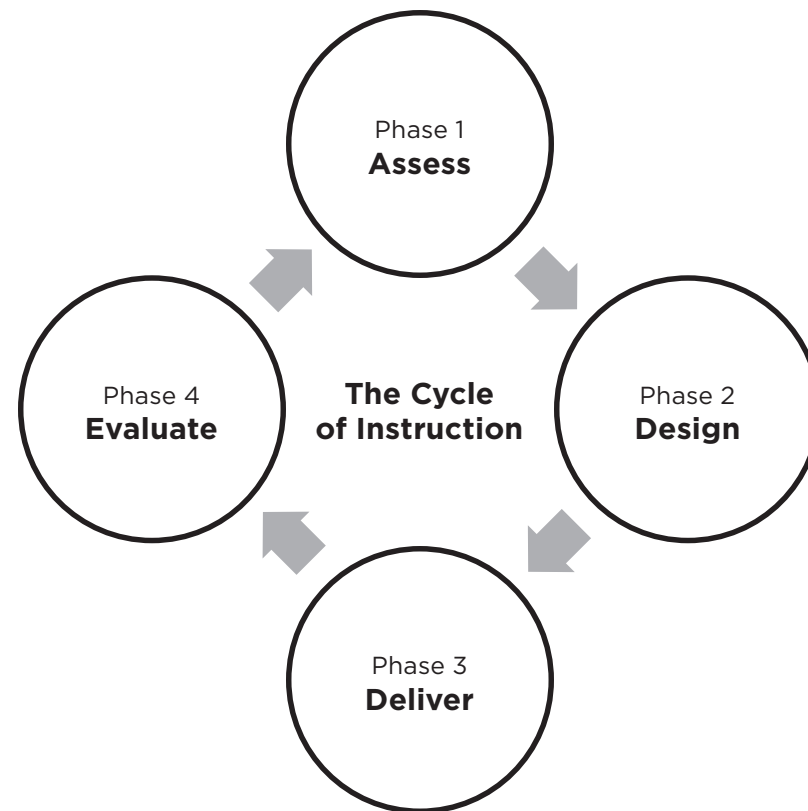 Phase 1
Assess
Phase 4
Evaluate
The Cycle
of Instruction
Phase 2
Design
Phase 3
Deliver